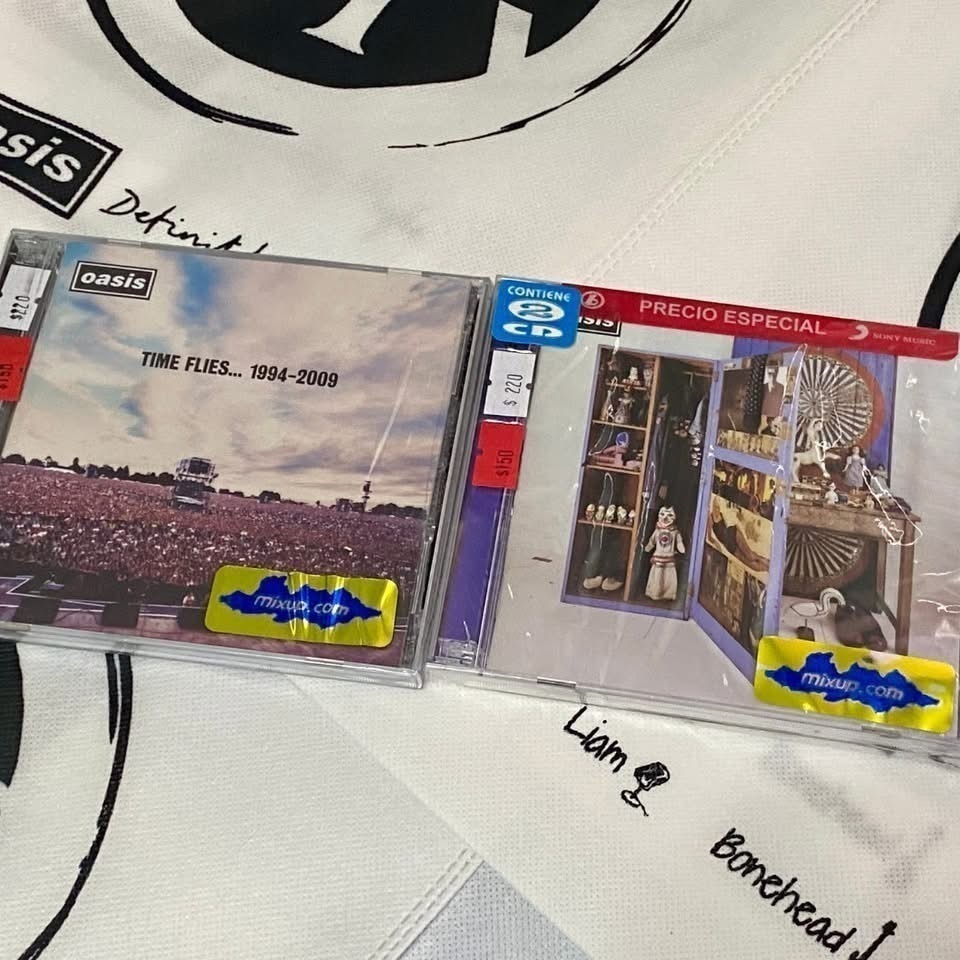 oasis
Definit
oasis
TIME FLIES... 1994-2009
$220
$150
mixup.com
CONTIENE
2
CD
PRECIO ESPECIAL
SONY MUSIC
$ 220
$150
mixup.com
Liam
Bonehead